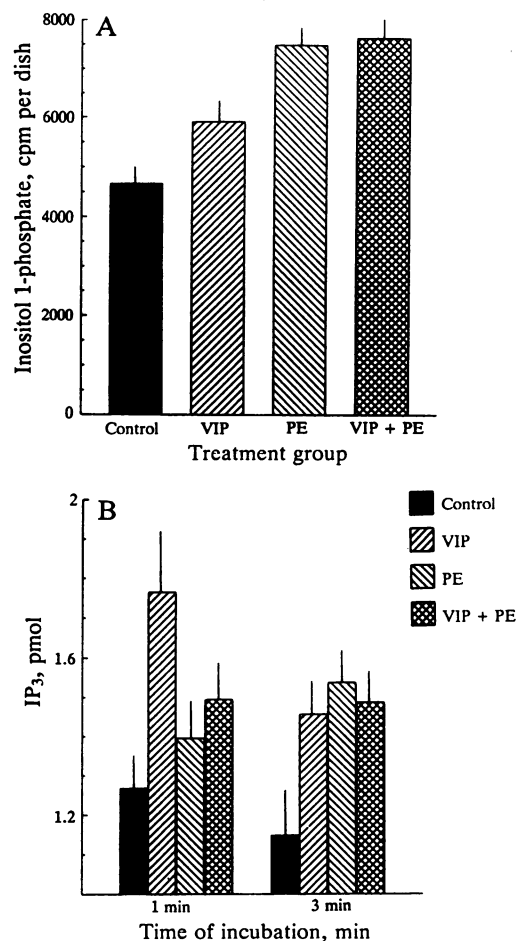 A
Inositol 1-phosphate, cpm per dish
8000
6000
4000
2000
0
Control VIP PE VIP + PE
Treatment group
B
IP₃, pmol
2
1.6
1.2
Control
VIP
PE
VIP + PE
1 min 3 min
Time of incubation, min